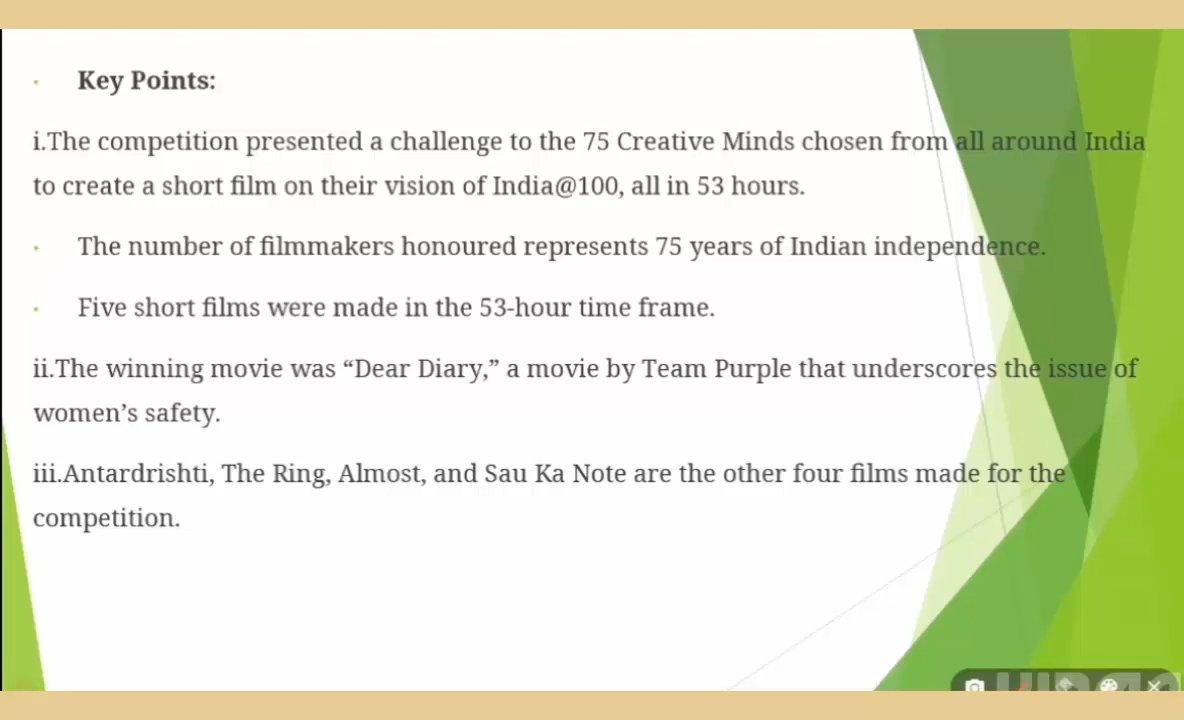 Key Points:
i.The competition presented a challenge to the 75 Creative Minds chosen from all around India
to create a short film on their vision of India@100, all in 53 hours.
The number of filmmakers honoured represents 75 years of Indian independence.
Five short films were made in the 53-hour time frame.
ii.The winning movie was “Dear Diary,” a movie by Team Purple that underscores the issue of
women’s safety.
iii.Antardrishti, The Ring, Almost, and Sau Ka Note are the other four films made for the
competition.